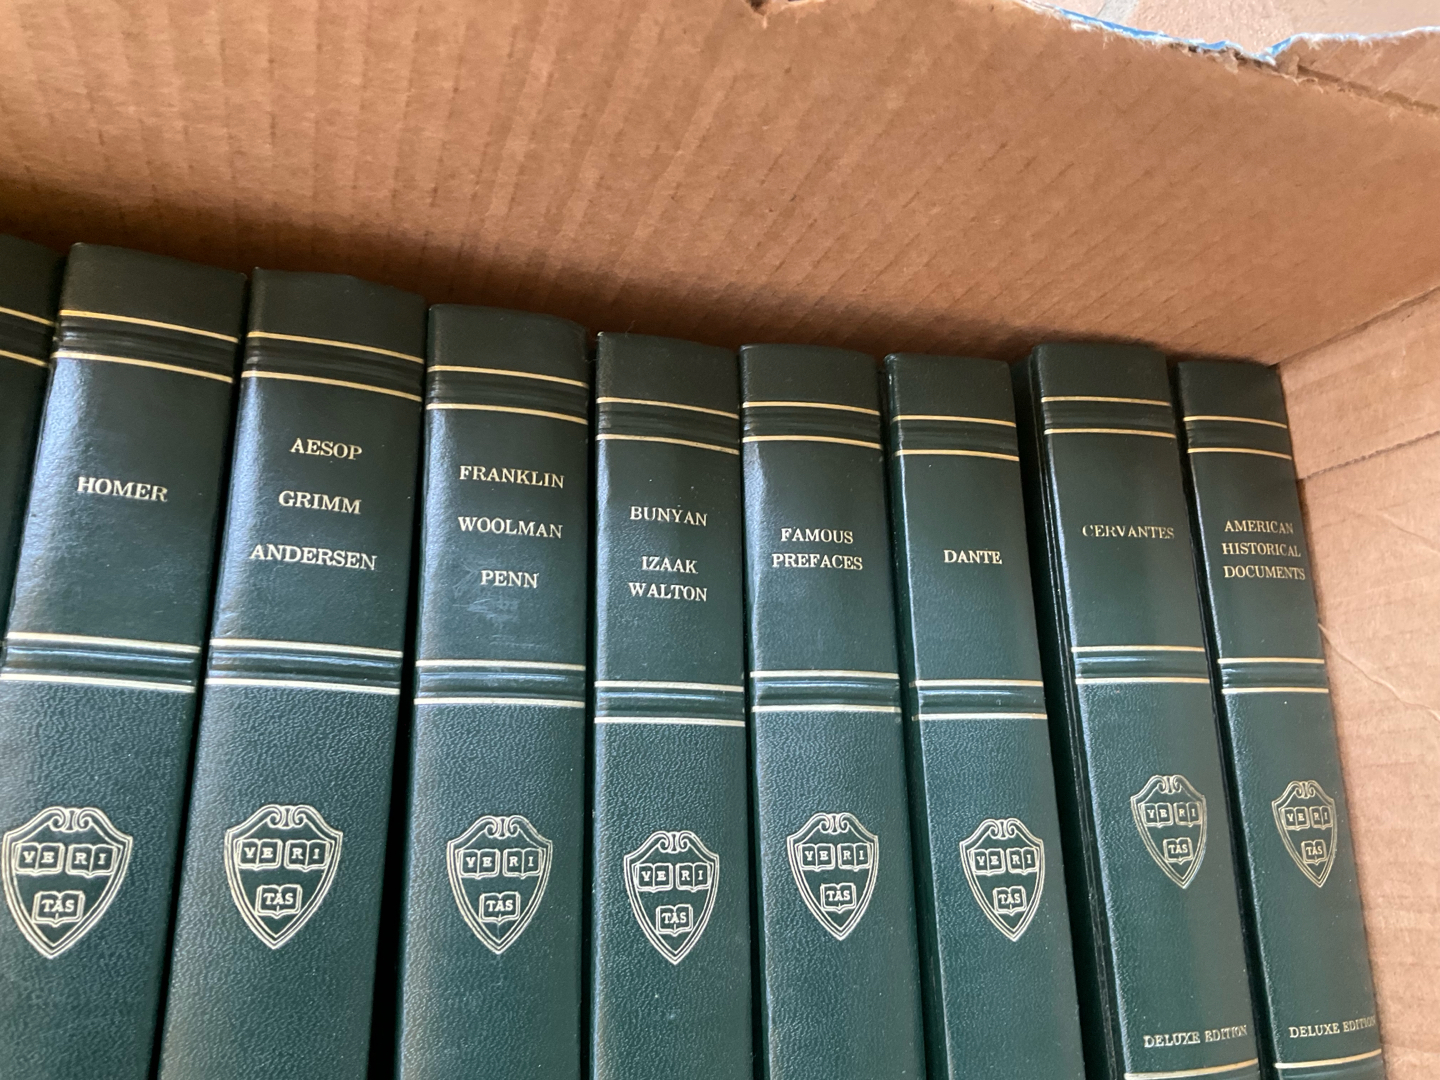 HOMER
AESOP
GRIMM
ANDERSEN
FRANKLIN
WOOLMAN
PENN
BUNYAN
IZAAK
WALTON
FAMOUS
PREFACES
DANTE
CERVANTES
AMERICAN
HISTORICAL
DOCUMENTS
VE RI
TAS
VE RI
TAS
VE RI
TAS
VE RI
TAS
VE RI
TAS
VE RI
TAS
VE RI
TAS
VE RI
TAS
DELUXE EDITION
DELUXE EDITION